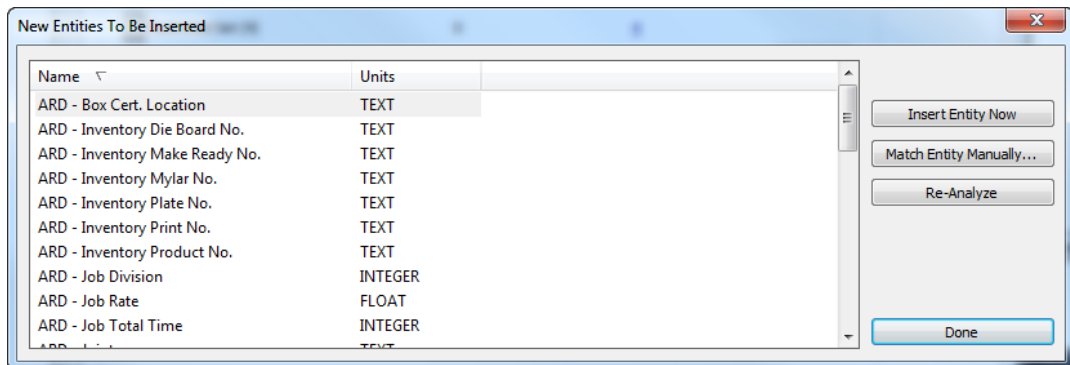 New Entities To Be Inserted
Name Units
ARD - Box Cert. Location TEXT
ARD - Inventory Die Board No. TEXT
ARD - Inventory Make Ready No. TEXT
ARD - Inventory Mylar No. TEXT
ARD - Inventory Plate No. TEXT
ARD - Inventory Print No. TEXT
ARD - Inventory Product No. TEXT
ARD - Job Division INTEGER
ARD - Job Rate FLOAT
ARD - Job Total Time INTEGER
Insert Entity Now
Match Entity Manually...
Re-Analyze
Done